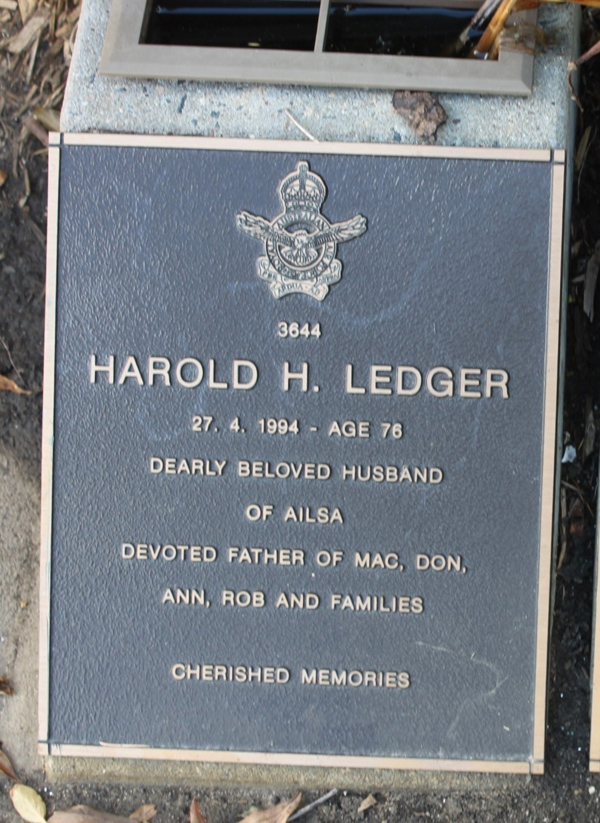 3644
HAROLD H. LEDGER
27. 4. 1994 - AGE 76
DEARLY BELOVED HUSBAND
OF AILSA
DEVOTED FATHER OF MAC, DON,
ANN, ROB AND FAMILIES
CHERISHED MEMORIES